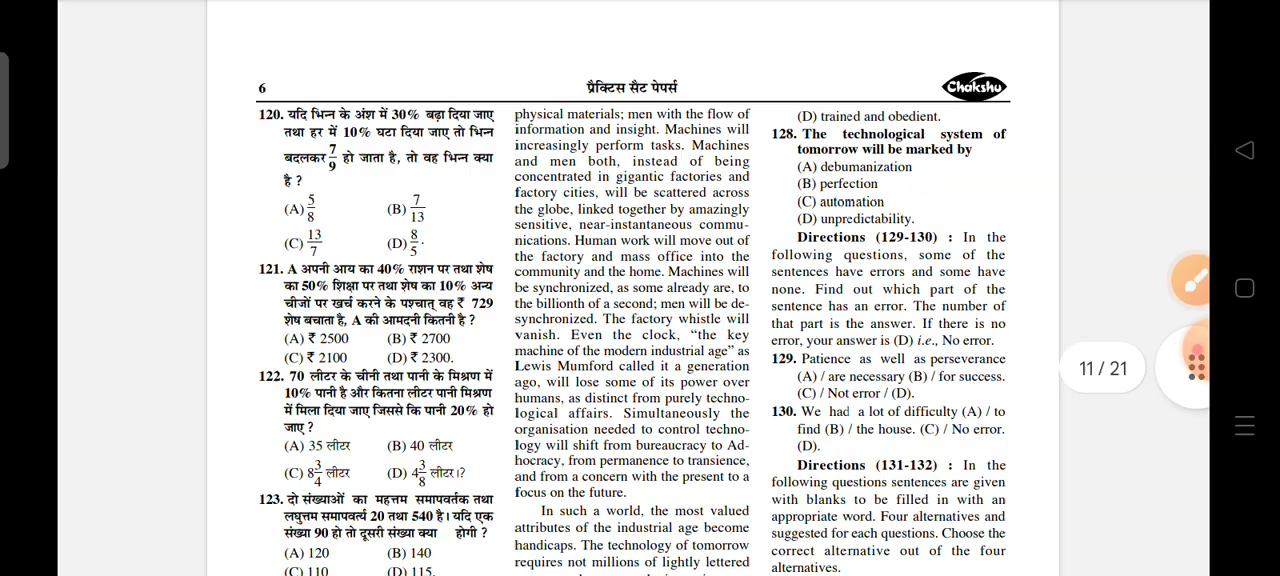 6
प्रैक्टिस सैट पेपर्स
Chakshu
120. यदि भिन्न के अंश में 30% बढ़ा दिया जाए
तथा हर में 10% घटा दिया जाए तो भिन्न
बदलकर 7/9 हो जाता है, तो वह भिन्न क्या
है ?
(A) 5/8 (B) 7/13
(C) 13/7 (D) 8/5 .
121. A अपनी आय का 40% राशन पर तथा शेष
का 50% शिक्षा पर तथा शेष का 10% अन्य
चीजों पर खर्च करने के पश्चात् वह ₹ 729
शेष बचाता है, A की आमदनी कितनी है ?
(A) ₹ 2500 (B) ₹ 2700
(C) ₹ 2100 (D) ₹ 2300.
122. 70 लीटर के चीनी तथा पानी के मिश्रण में
10% पानी है और कितना लीटर पानी मिश्रण
में मिला दिया जाए जिससे कि पानी 20% हो
जाए ?
(A) 35 लीटर (B) 40 लीटर
(C) 8 3/4 लीटर (D) 4 3/8 लीटर।?
123. दो संख्याओं का महत्तम समापवर्तक तथा
लघुत्तम समापवर्त्य 20 तथा 540 है। यदि एक
संख्या 90 हो तो दूसरी संख्या क्या होगी ?
(A) 120 (B) 140
(C) 110 (D) 115.
physical materials; men with the flow of
information and insight. Machines will
increasingly perform tasks. Machines
and men both, instead of being
concentrated in gigantic factories and
factory cities, will be scattered across
the globe, linked together by amazingly
sensitive, near-instantaneous commu-
nications. Human work will move out of
the factory and mass office into the
community and the home. Machines will
be synchronized, as some already are, to
the billionth of a second; men will be de-
synchronized. The factory whistle will
vanish. Even the clock, “the key
machine of the modern industrial age” as
Lewis Mumford called it a generation
ago, will lose some of its power over
humans, as distinct from purely techno-
logical affairs. Simultaneously the
organisation needed to control techno-
logy will shift from bureaucracy to Ad-
hocracy, from permanence to transience,
and from a concern with the present to a
focus on the future.
In such a world, the most valued
attributes of the industrial age become
handicaps. The technology of tomorrow
requires not millions of lightly lettered
(D) trained and obedient.
128. The technological system of
tomorrow will be marked by
(A) debumanization
(B) perfection
(C) automation
(D) unpredictability.
Directions (129-130) : In the
following questions, some of the
sentences have errors and some have
none. Find out which part of the
sentence has an error. The number of
that part is the answer. If there is no
error, your answer is (D) i.e., No error.
129. Patience as well as perseverance
(A) / are necessary (B) / for success.
(C) / Not error / (D).
130. We had a lot of difficulty (A) / to
find (B) / the house. (C) / No error.
(D).
Directions (131-132) : In the
following questions sentences are given
with blanks to be filled in with an
appropriate word. Four alternatives and
suggested for each questions. Choose the
correct alternative out of the four
alternatives.
11 / 21